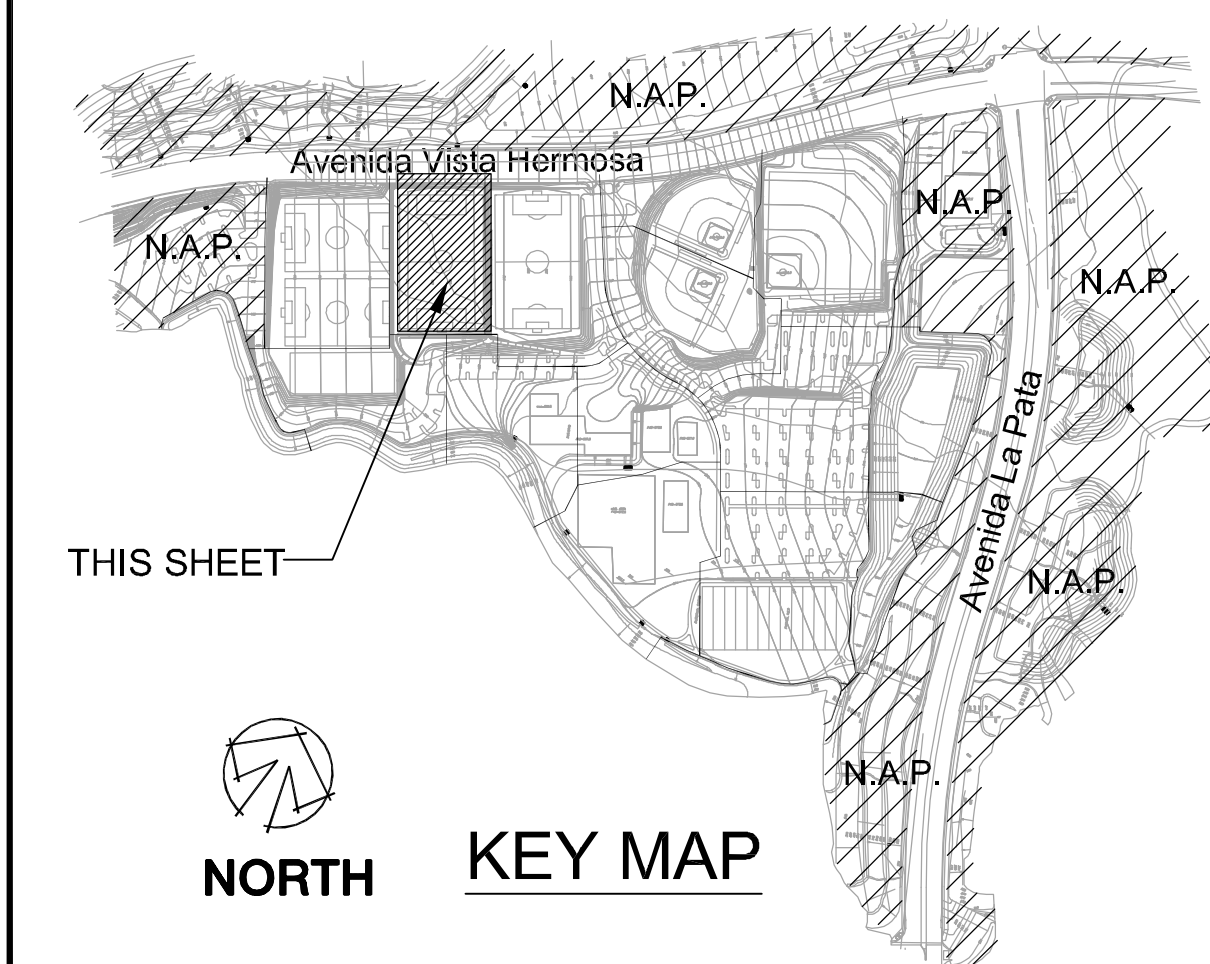 N.A.P.
Avenida Vista Hermosa
N.A.P.
N.A.P.
N.A.P.
Avenida La Pata
THIS SHEET
N.A.P.
N.A.P.
NORTH
KEY MAP